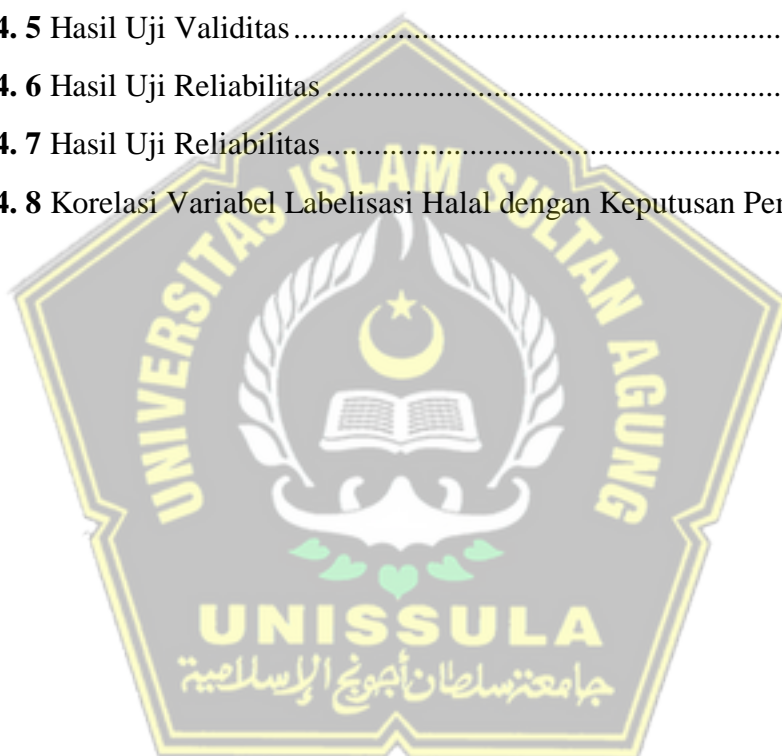 4. 5 Hasil Uji Validitas................................................................
4. 6 Hasil Uji Reliabilitas............................................................
4. 7 Hasil Uji Reliabilitas............................................................
4. 8 Korelasi Variabel Labelisasi Halal dengan Keputusan Per
UNIVERSITAS ISLAM SULTAN AGUNG
UNISSULA
جامعة سلطان أجونج الإسلامية